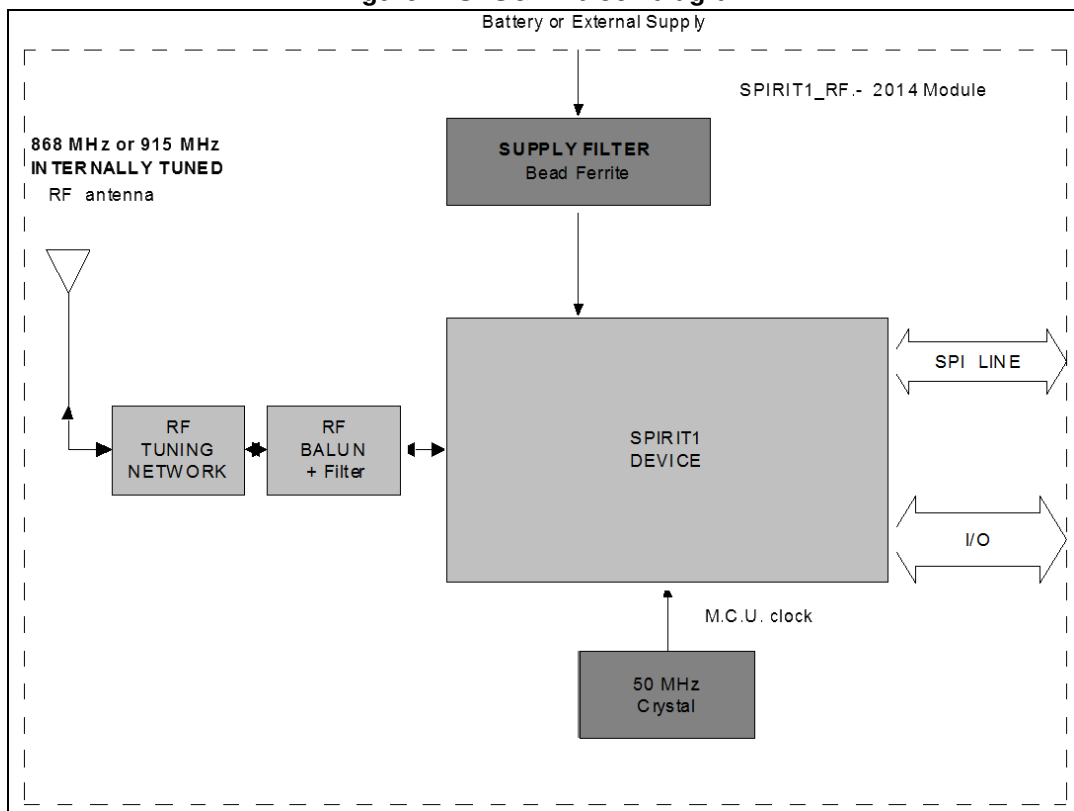 Battery or External Supply
SPIRIT1_RF.- 2014 Module
868 MHz or 915 MHz
INTERNALLY TUNED
RF antenna
SUPPLY FILTER
Bead Ferrite
SPI LINE
RF
TUNING
NETWORK
RF
BALUN
+ Filter
SPIRIT1
DEVICE
I/O
M.C.U. clock
50 MHz
Crystal